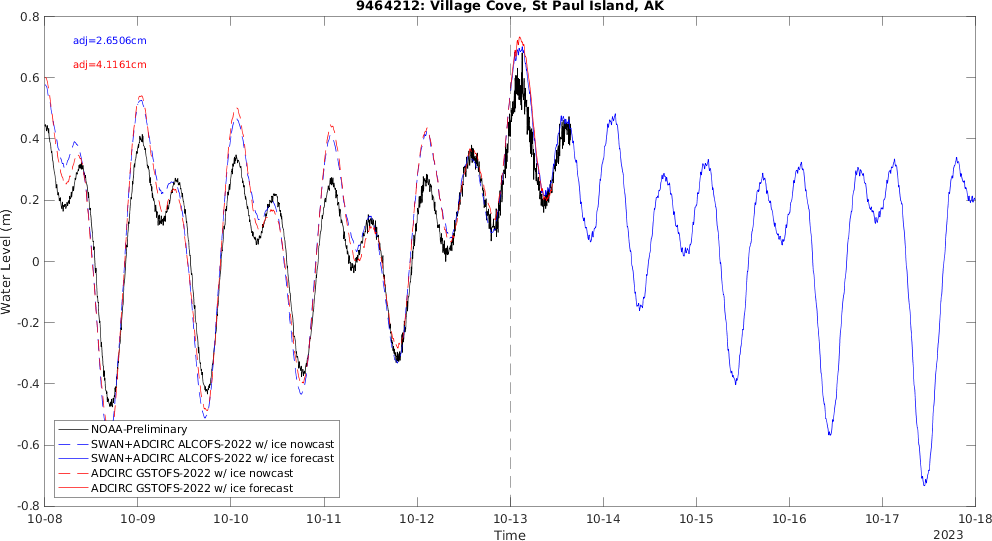 9464212: Village Cove, St Paul Island, AK
adj=2.6506cm
adj=4.1161cm
Water Level (m)
0.8
0.6
0.4
0.2
0
-0.2
-0.4
-0.6
-0.8
NOAA-Preliminary
SWAN+ADCIRC ALCOFS-2022 w/ ice nowcast
SWAN+ADCIRC ALCOFS-2022 w/ ice forecast
ADCIRC GSTOFS-2022 w/ ice nowcast
ADCIRC GSTOFS-2022 w/ ice forecast
10-08 10-09 10-10 10-11 10-12 10-13 10-14 10-15 10-16 10-17 10-18
Time
2023